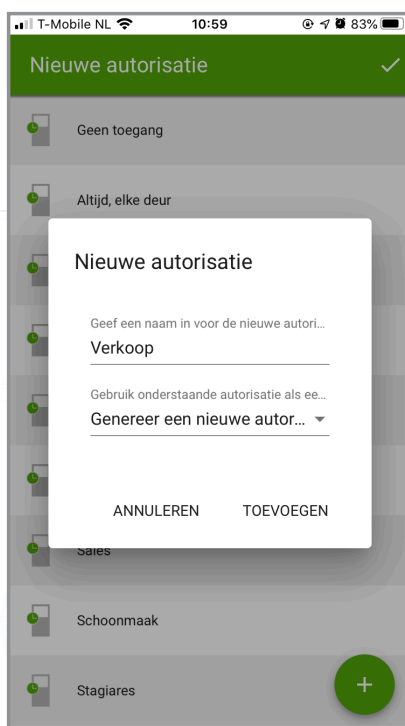 T-Mobile NL 10:59 83%
Nieuwe autorisatie
Geen toegang
Altijd, elke deur
Nieuwe autorisatie
Geef een naam in voor de nieuwe autori...
Verkoop
Gebruik onderstaande autorisatie als ee...
Genereer een nieuwe autor...
ANNULEREN TOEVOEGEN
Sales
Schoonmaak
Stagiares